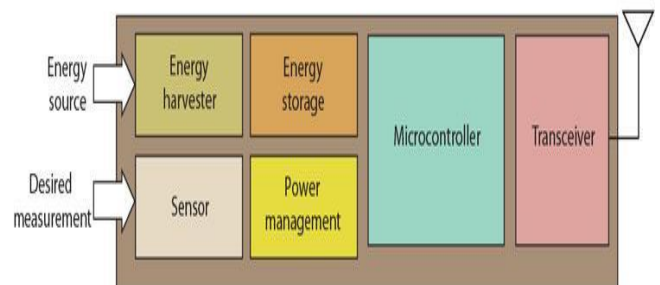 Energy
source
Energy
harvester
Energy
storage
Microcontroller
Transceiver
Desired
measurement
Sensor
Power
management